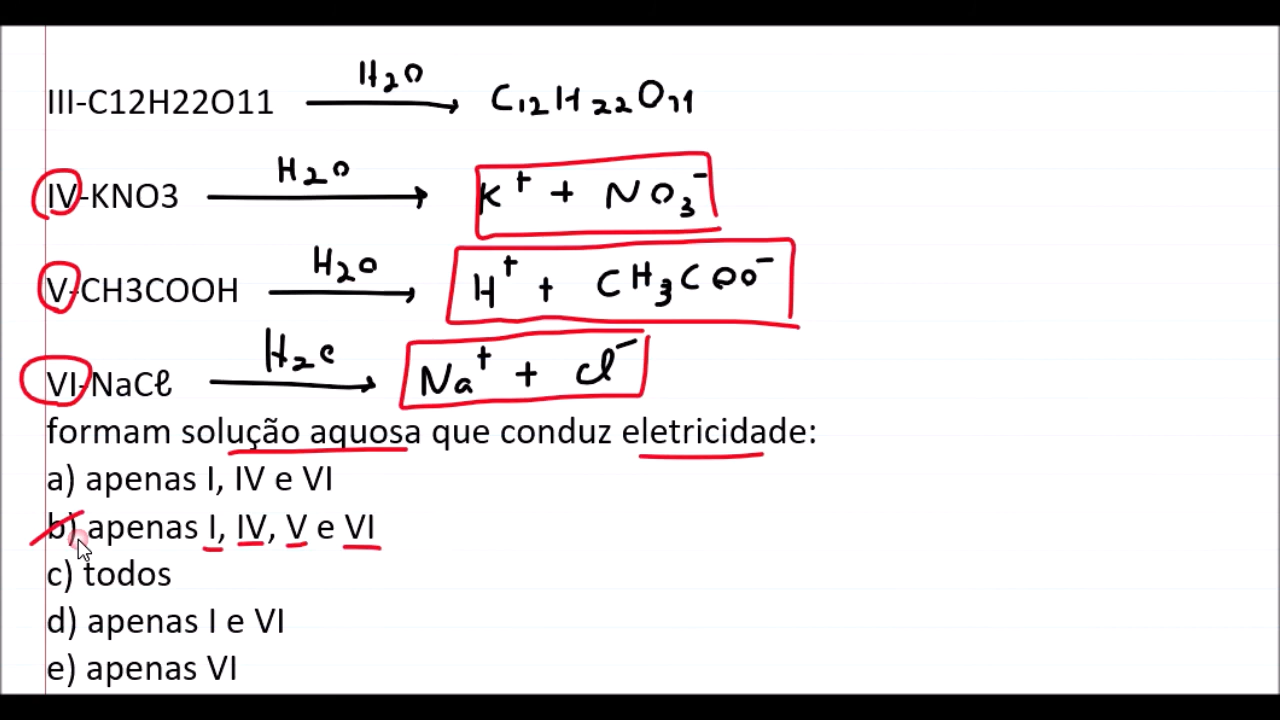 III-C12H22O11 H₂O C₁₂H₂₂O₁₁
IV-KNO3 H₂O K⁺ + NO₃⁻
V-CH3COOH H₂O H⁺ + CH₃COO⁻
VI-NaCℓ H₂O Na⁺ + Cl⁻
formam solução aquosa que conduz eletricidade:
a) apenas I, IV e VI
b) apenas I, IV, V e VI
c) todos
d) apenas I e VI
e) apenas VI